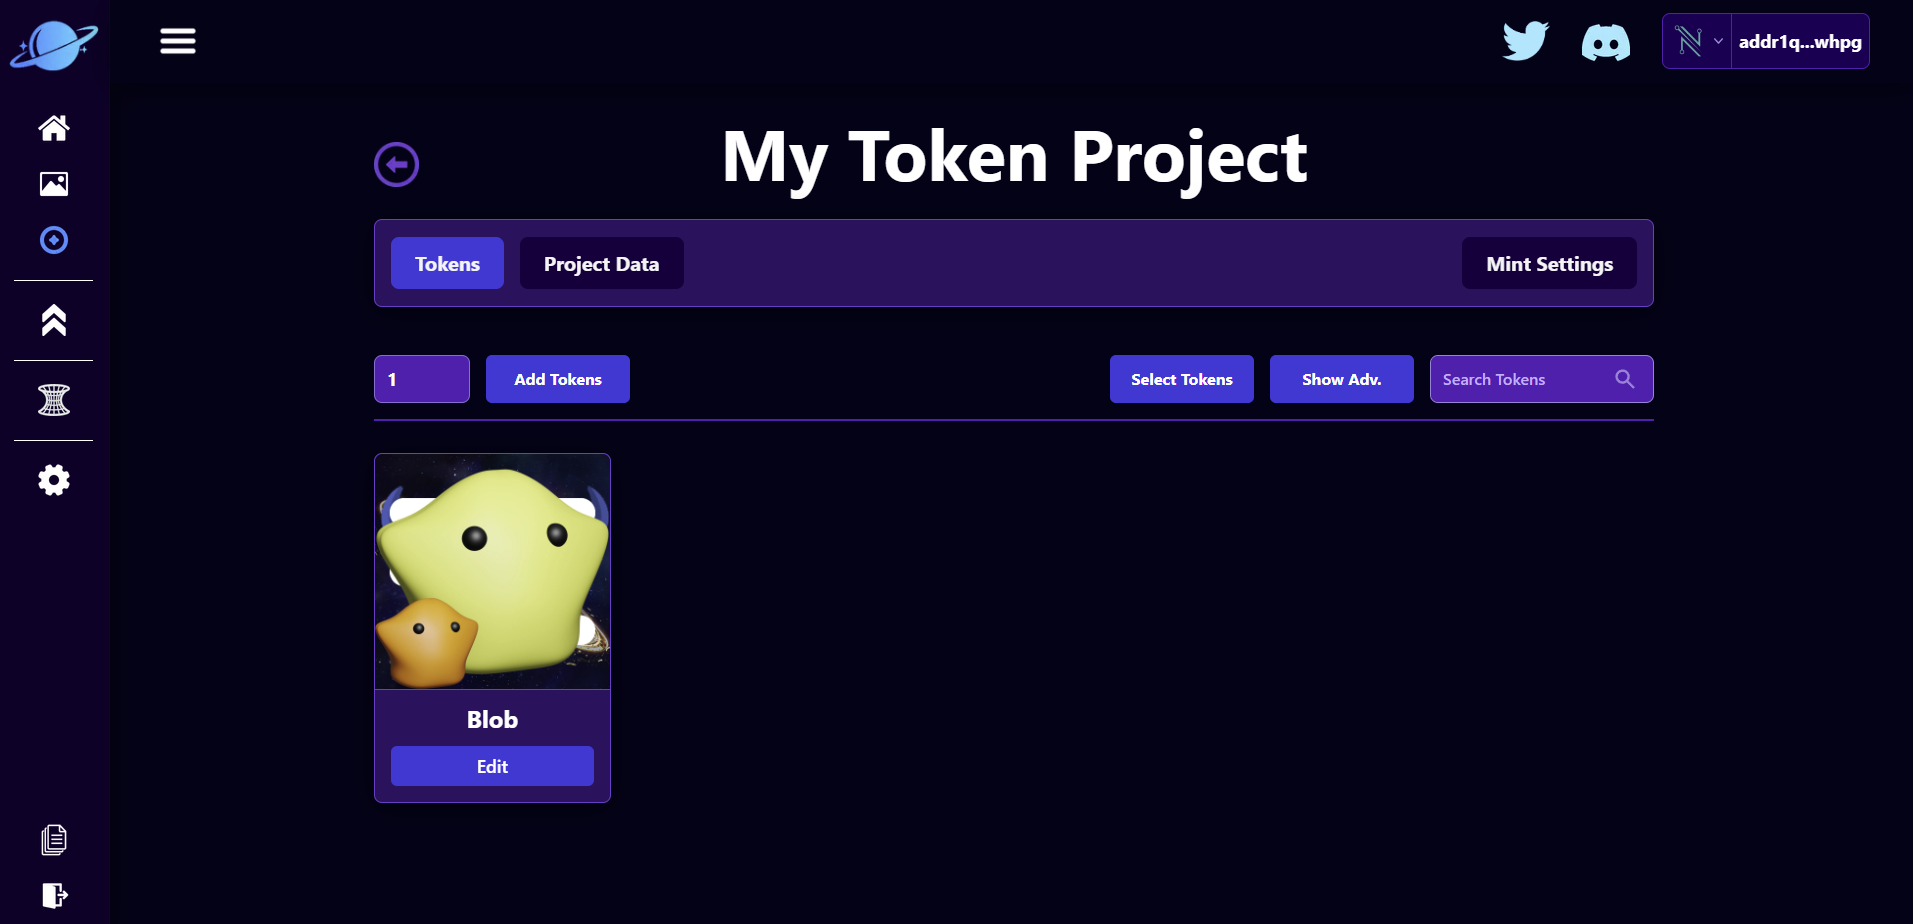 addr1q...whpg
My Token Project
Tokens
Project Data
Mint Settings
1
Add Tokens
Select Tokens
Show Adv.
Search Tokens
Blob
Edit